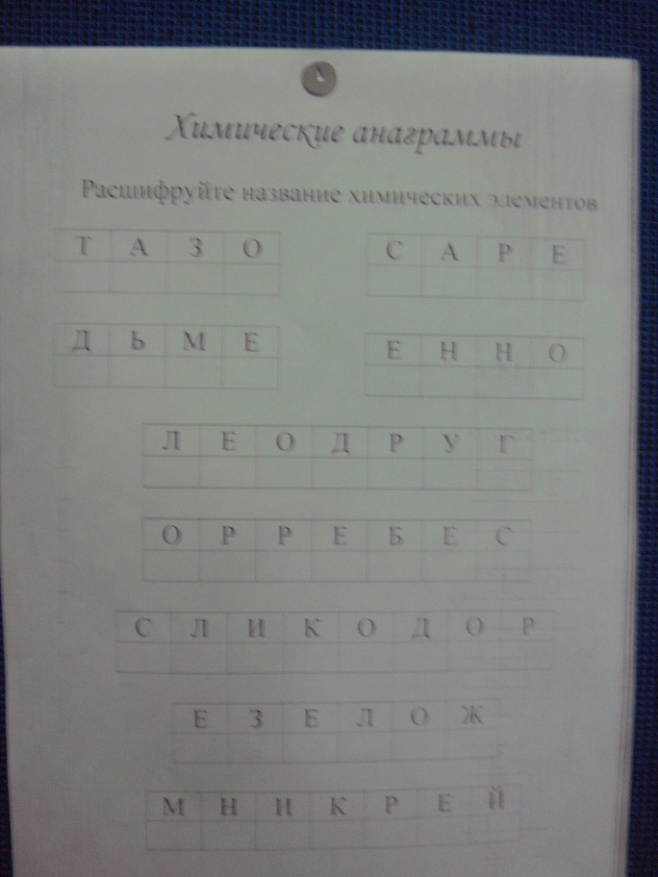 Химические анаграммы
Расшифруйте название химических элементов
Т А З О
С А Р Е
Д Ь М Е
Е Н Н О
Л Е О Д Р У Г
О Р Р Е Б Е С
С Л И К О Д О Р
Е З Е Л О Ж
М Н И К Р Е Й